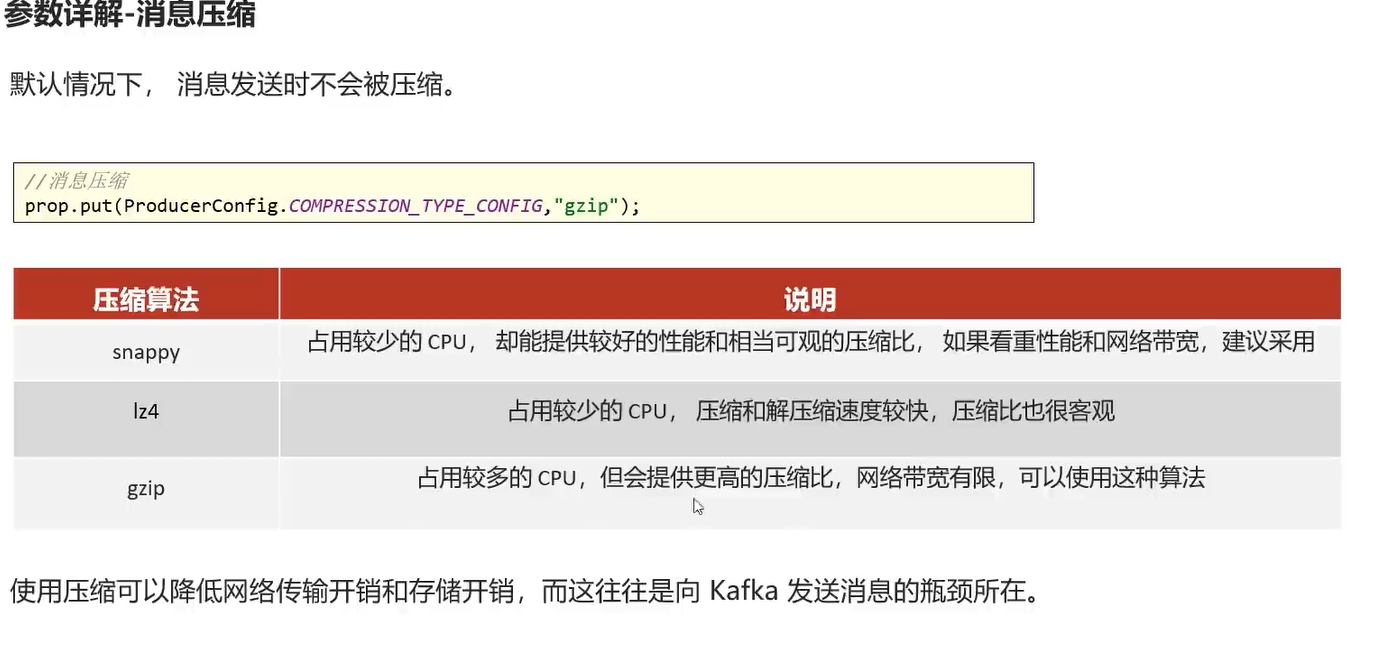 参数详解-消息压缩
默认情况下， 消息发送时不会被压缩。
//消息压缩
prop.put(ProducerConfig.COMPRESSION_TYPE_CONFIG,"gzip");
压缩算法 说明
snappy 占用较少的 CPU， 却能提供较好的性能和相当可观的压缩比， 如果看重性能和网络带宽，建议采用
lz4 占用较少的 CPU， 压缩和解压缩速度较快，压缩比也很客观
gzip 占用较多的 CPU，但会提供更高的压缩比，网络带宽有限，可以使用这种算法
使用压缩可以降低网络传输开销和存储开销，而这往往是向 Kafka 发送消息的瓶颈所在。